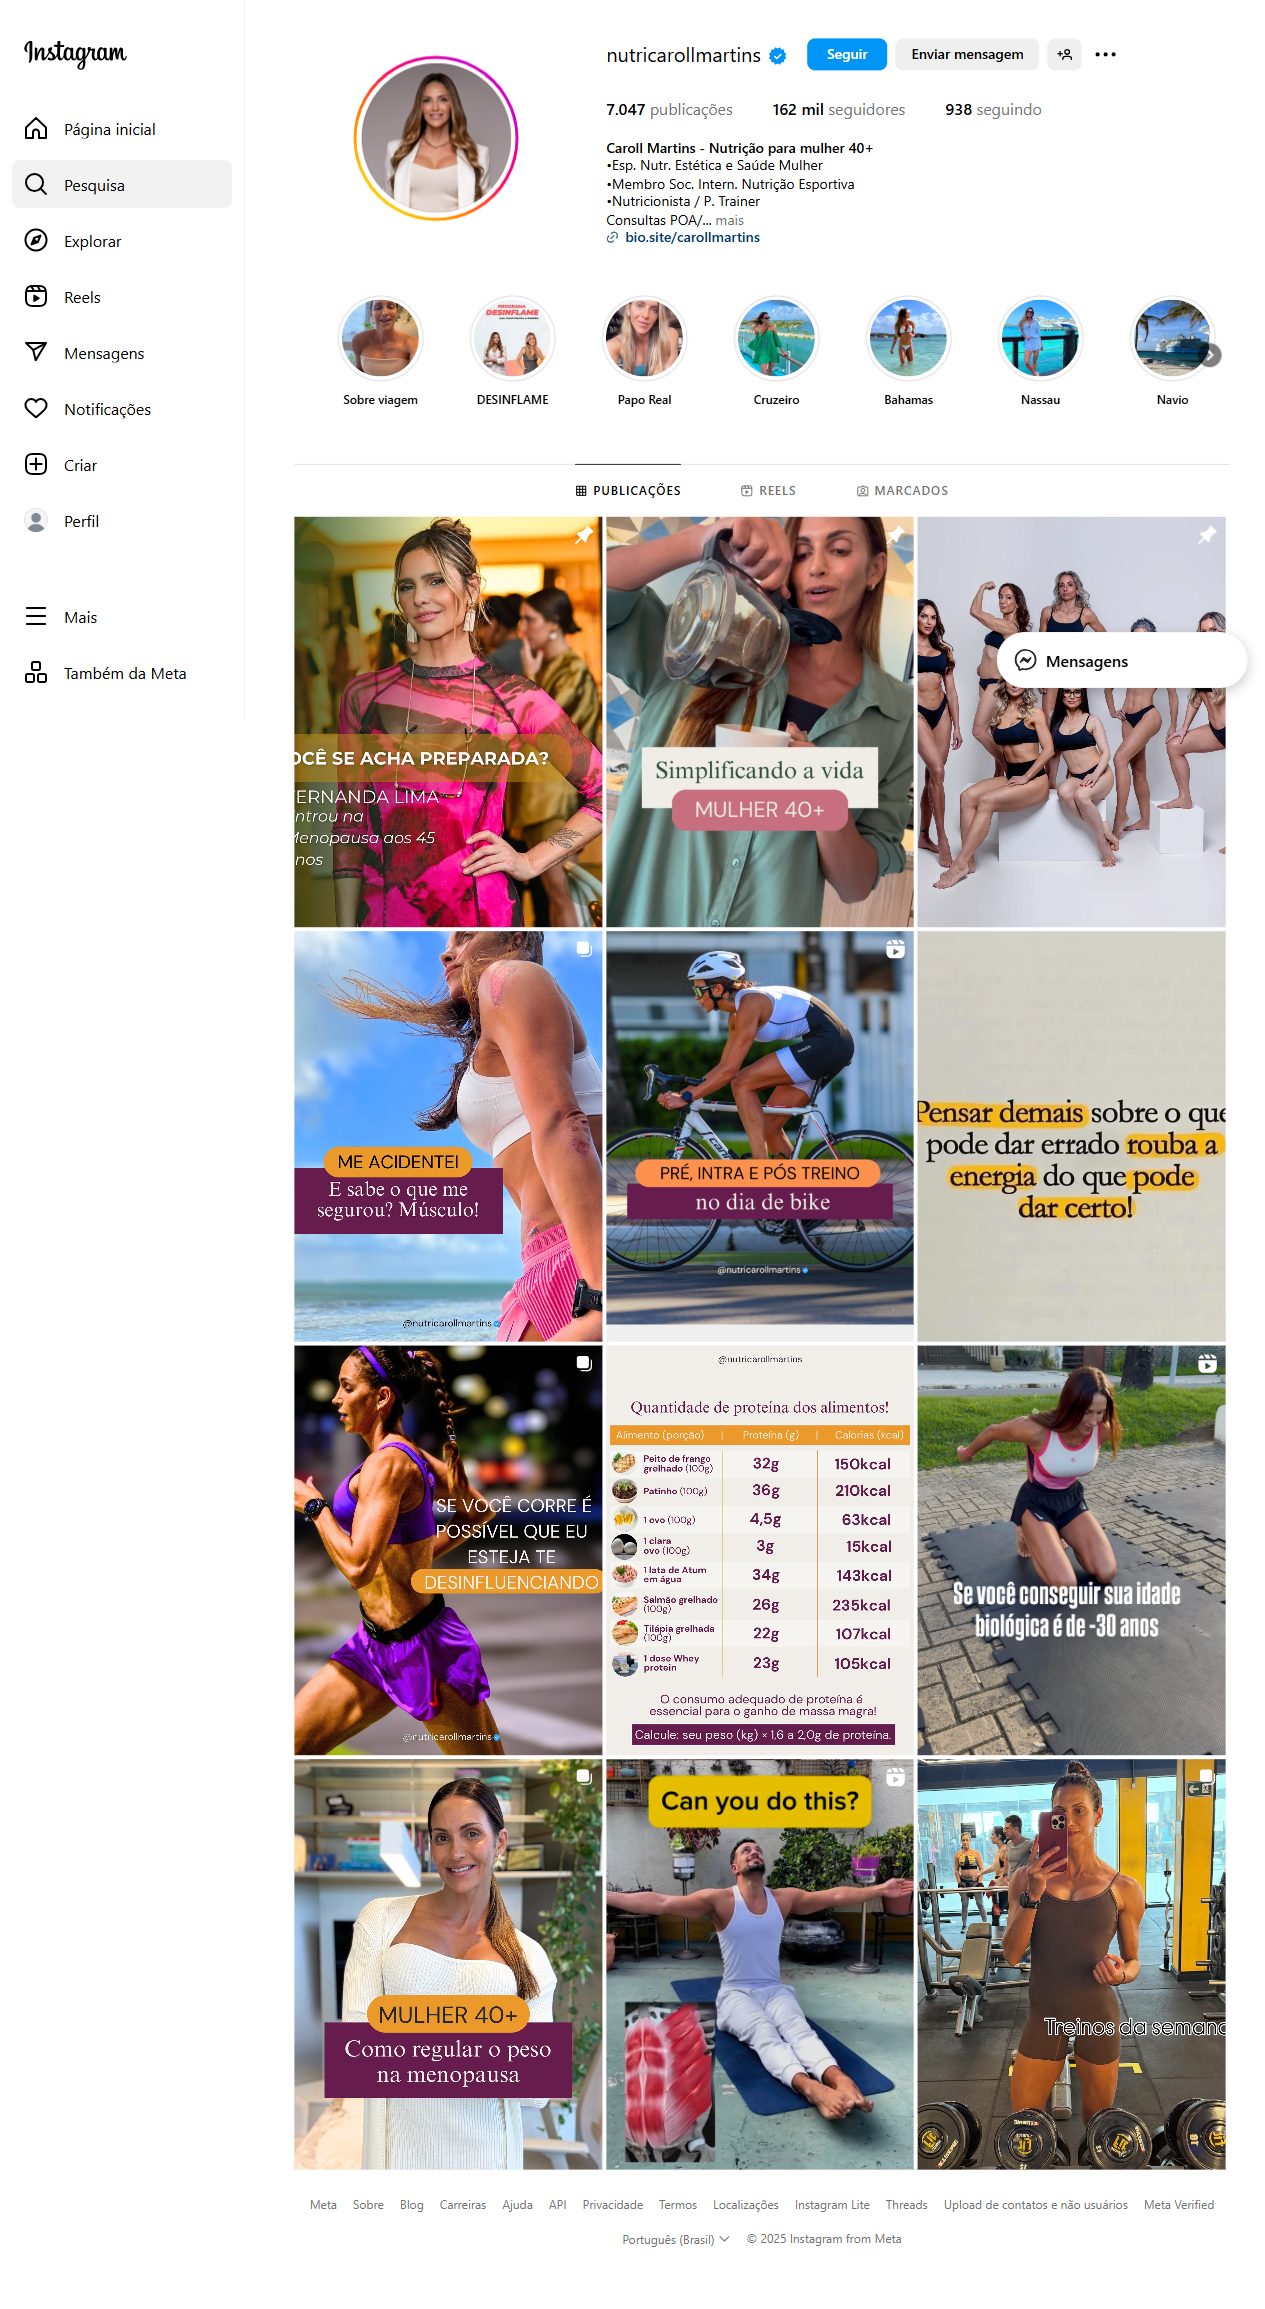 Instagram
Página inicial
Pesquisa
Explorar
Reels
Mensagens
Notificações
Criar
Perfil
Mais
Também da Meta
nutricarollmartins
Seguir
Enviar mensagem
7.047 publicações
162 mil seguidores
938 seguindo
Caroll Martins - Nutrição para mulher 40+
•Esp. Nutr. Estética e Saúde Mulher
•Membro Soc. Intern. Nutrição Esportiva
•Nutricionista / P. Trainer
Consultas POA/... mais
bio.site/carollmartins
PROGRAMA
DESINFLAME
Sobre viagem
DESINFLAME
Papo Real
Cruzeiro
Bahamas
Nassau
Navio
PUBLICAÇÕES
REELS
MARCADOS
OCÊ SE ACHA PREPARADA?
ERNANDA LIMA
ntrou na
Menopausa aos 45
nos
Simplificando a vida
MULHER 40+
Mensagens
ME ACIDENTEI
E sabe o que me
segurou? Músculo!
@nutricarollmartins
PRÉ, INTRA E PÓS TREINO
no dia de bike
@nutricarollmartins
Pensar demais sobre o que
pode dar errado rouba a
energia do que pode
dar certo!
SE VOCÊ CORRE É
POSSÍVEL QUE EU
ESTEJA TE
DESINFLUENCIANDO
@nutricarollmartins
@nutricarollmartins
Quantidade de proteína dos alimentos!
Alimento (porção) | Proteína (g) | Calorias (kcal)
Peito de frango
grelhado (100g) 32g 150kcal
Patinho (100g) 36g 210kcal
1 ovo (100g) 4,5g 63kcal
1 clara
ovo (100g) 3g 15kcal
1 lata de Atum
em água 34g 143kcal
Salmão grelhado
(100g) 26g 235kcal
Tilápia grelhada
(100g) 22g 107kcal
1 dose Whey
protein 23g 105kcal
O consumo adequado de proteína é
essencial para o ganho de massa magra!
Calcule: seu peso (kg) × 1.6 a 2,0g de proteína.
Se você conseguir sua idade
biológica é de -30 anos
MULHER 40+
Como regular o peso
na menopausa
Can you do this?
Treinos da semana
Meta
Sobre
Blog
Carreiras
Ajuda
API
Privacidade
Termos
Localizações
Instagram Lite
Threads
Upload de contatos e não usuários
Meta Verified
Português (Brasil)
© 2025 Instagram from Meta